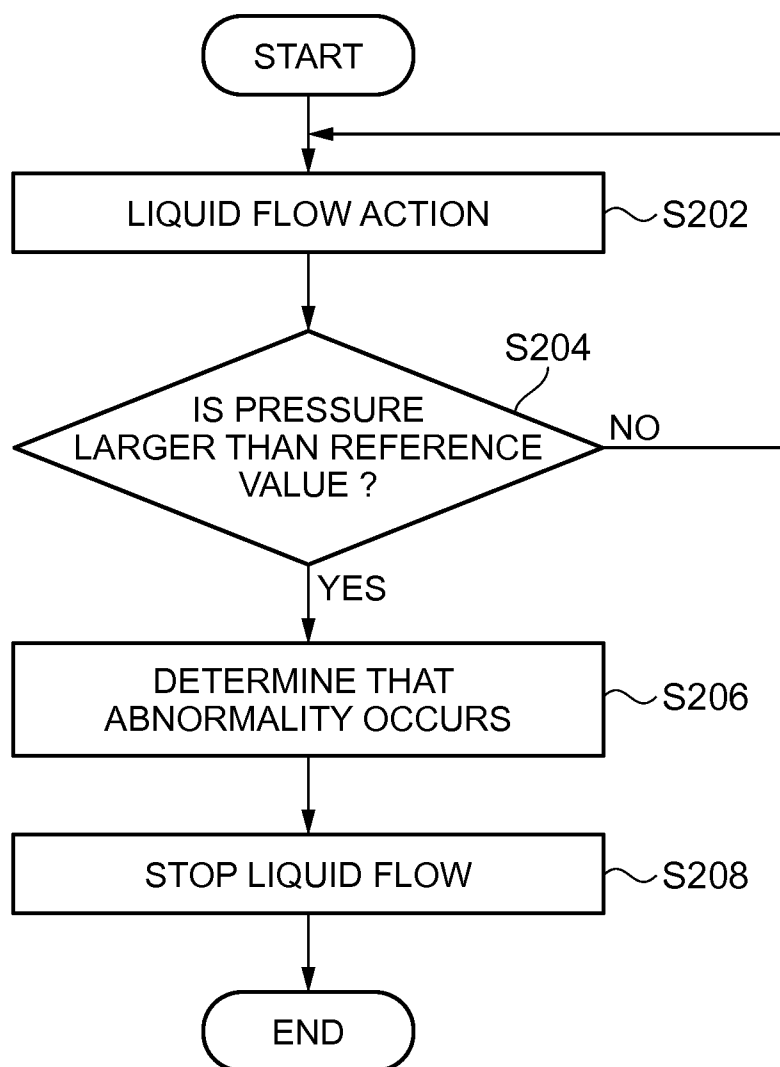 START
LIQUID FLOW ACTION
S202
S204
IS PRESSURE
LARGER THAN REFERENCE
VALUE ?
NO
YES
DETERMINE THAT
ABNORMALITY OCCURS
S206
STOP LIQUID FLOW
S208
END